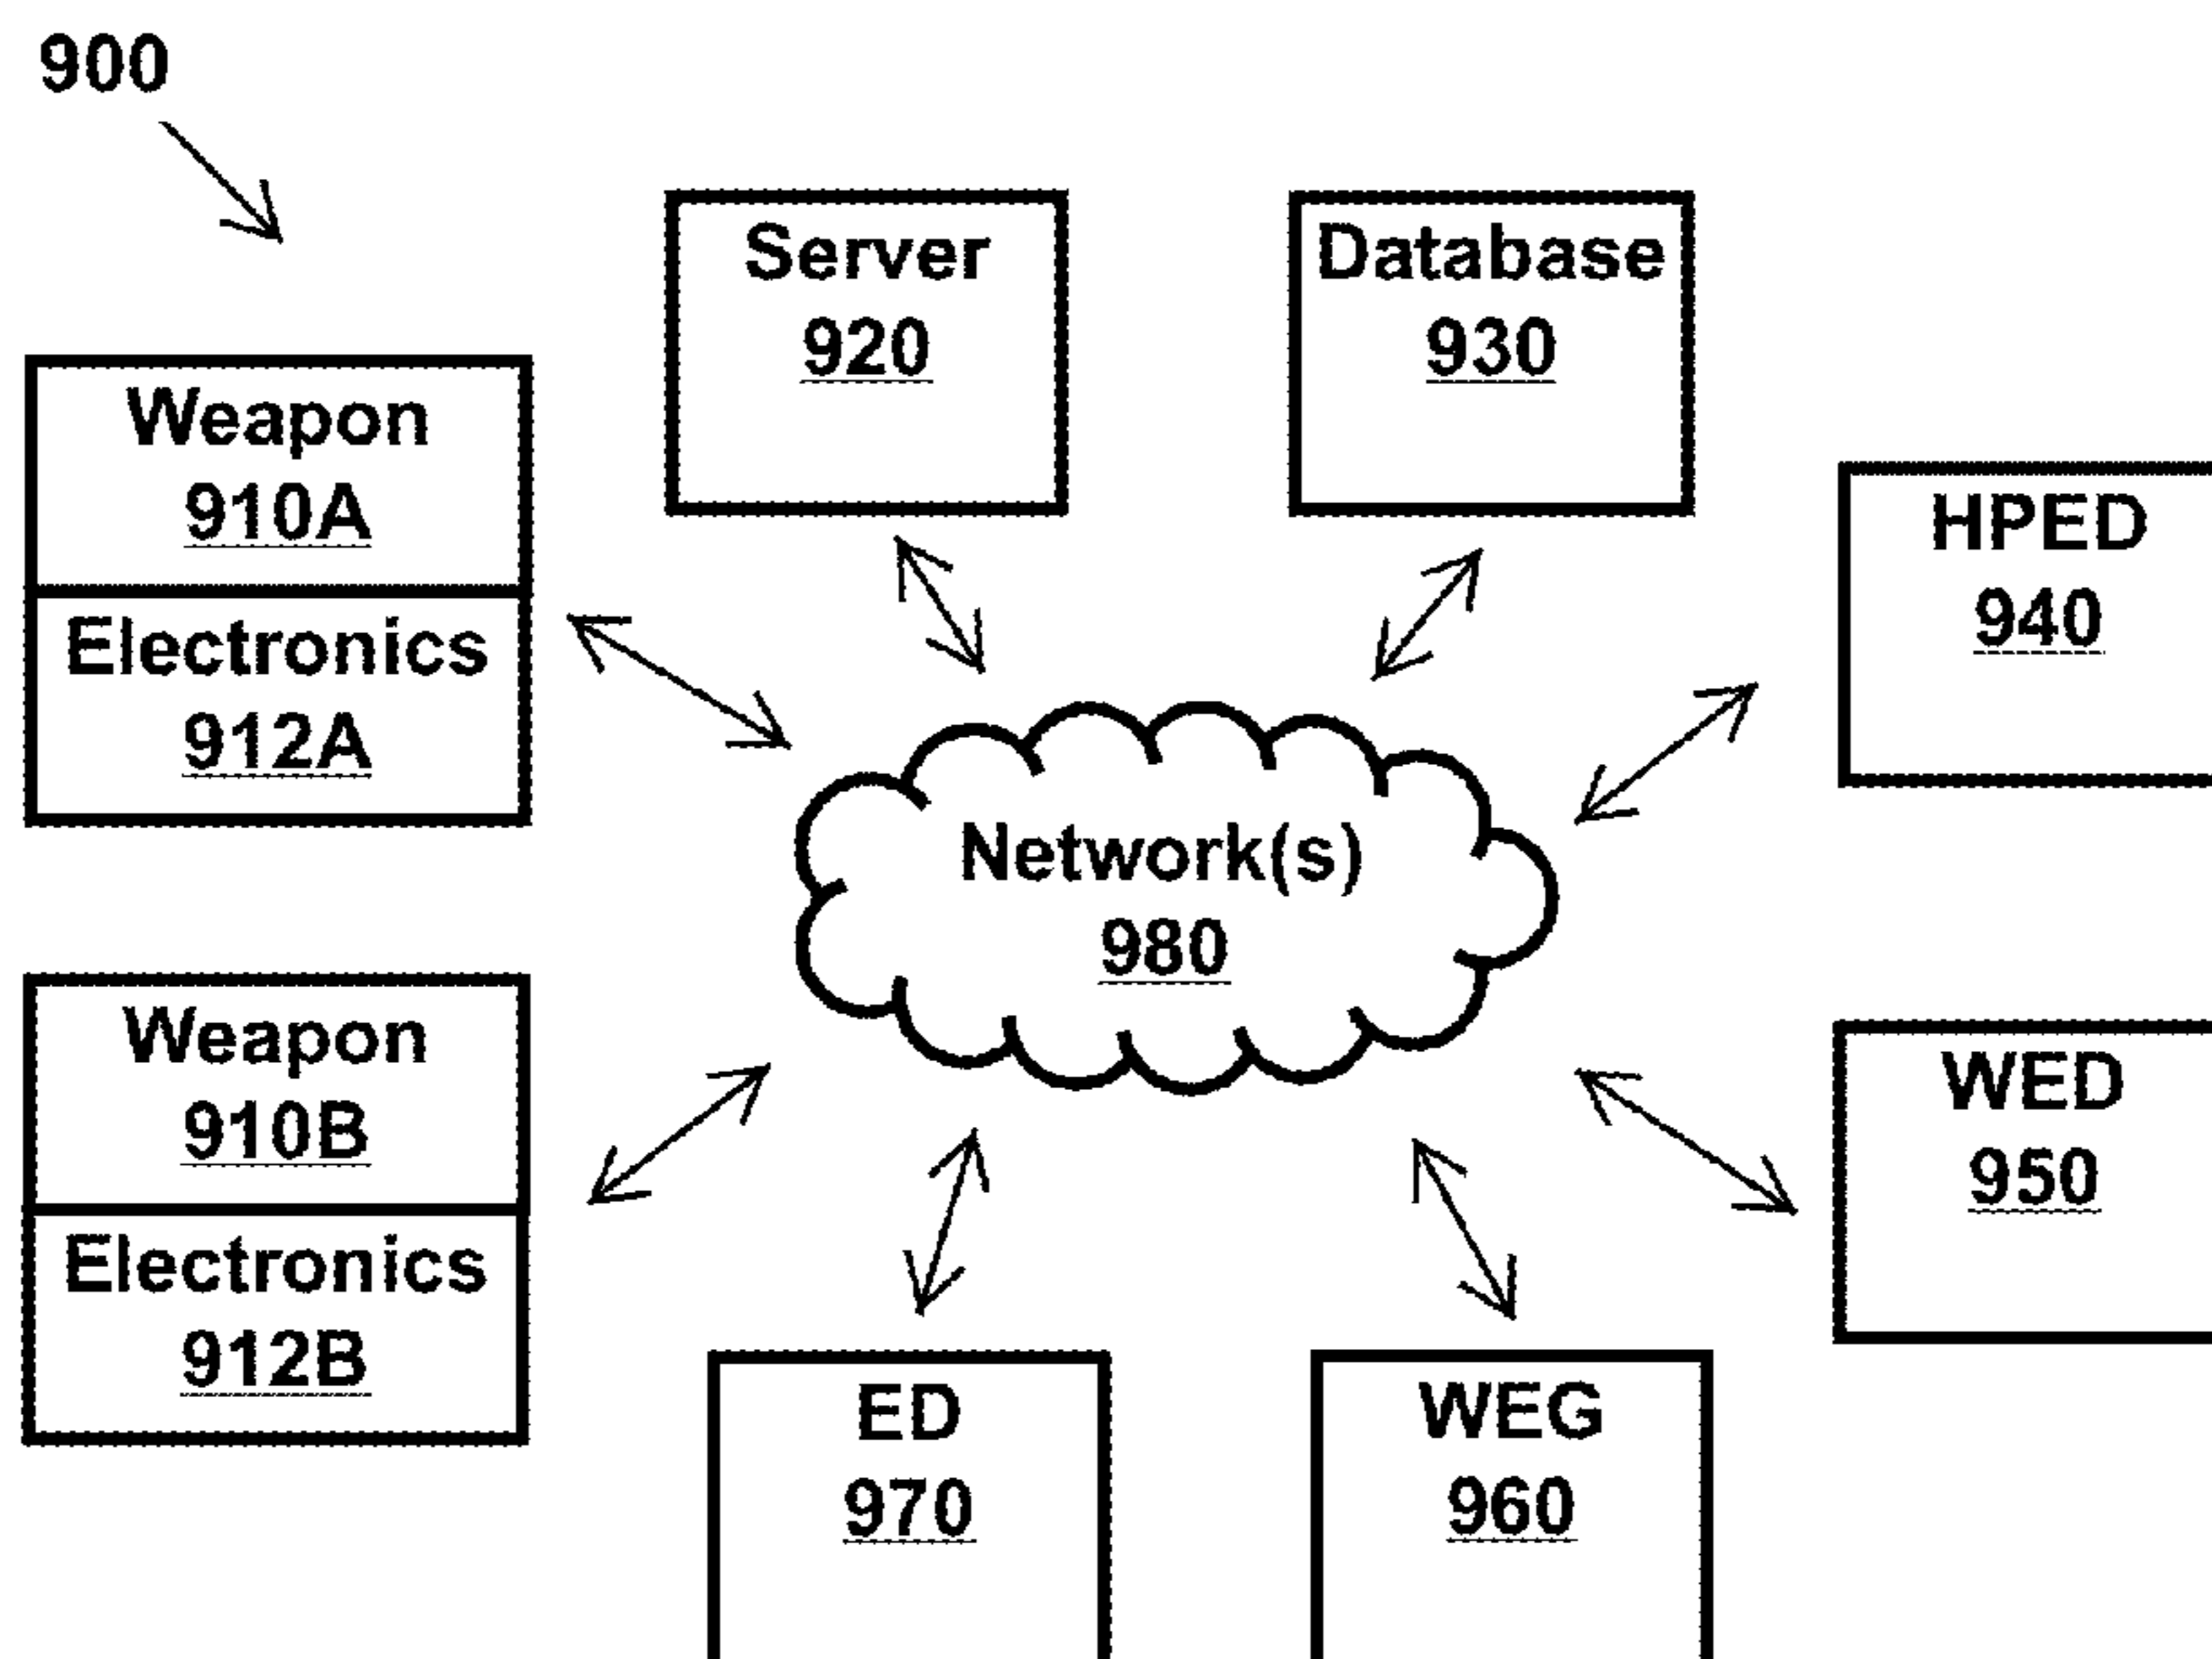 900
Server
920
Database
930
Weapon
910A
Electronics
912A
HPED
940
Network(s)
980
Weapon
910B
Electronics
912B
WED
950
ED
970
WEG
960